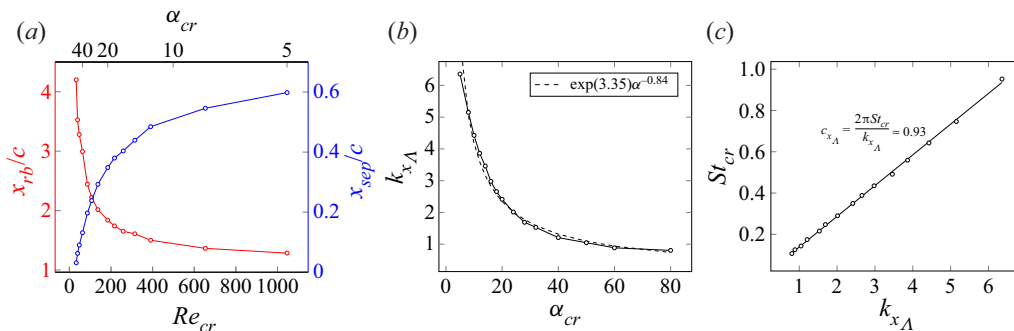 (a)
α_cr
40 20 10 5
4
3
2
1
x_rb/c
0.6
0.4
0.2
0
x_sep/c
0 200 400 600 800 1000
Re_cr
(b)
6
5
4
3
2
1
k_xΛ
exp(3.35)α^−0.84
0 20 40 60 80
α_cr
(c)
1.0
0.8
0.6
0.4
0.2
St_cr
c_xΛ = 2πSt_cr / k_xΛ = 0.93
1 2 3 4 5 6
k_xΛ